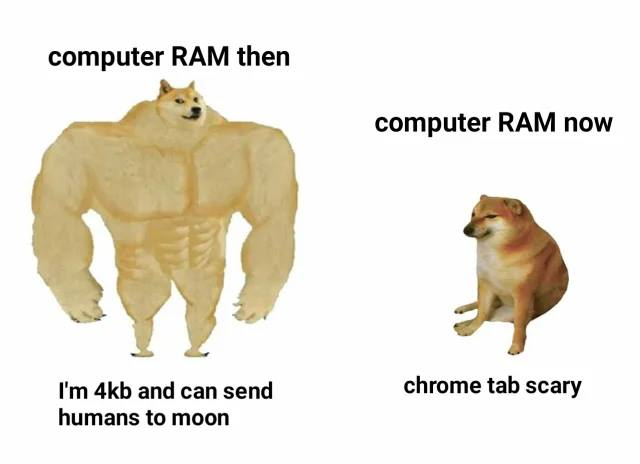 computer RAM then
computer RAM now
I'm 4kb and can send
humans to moon
chrome tab scary